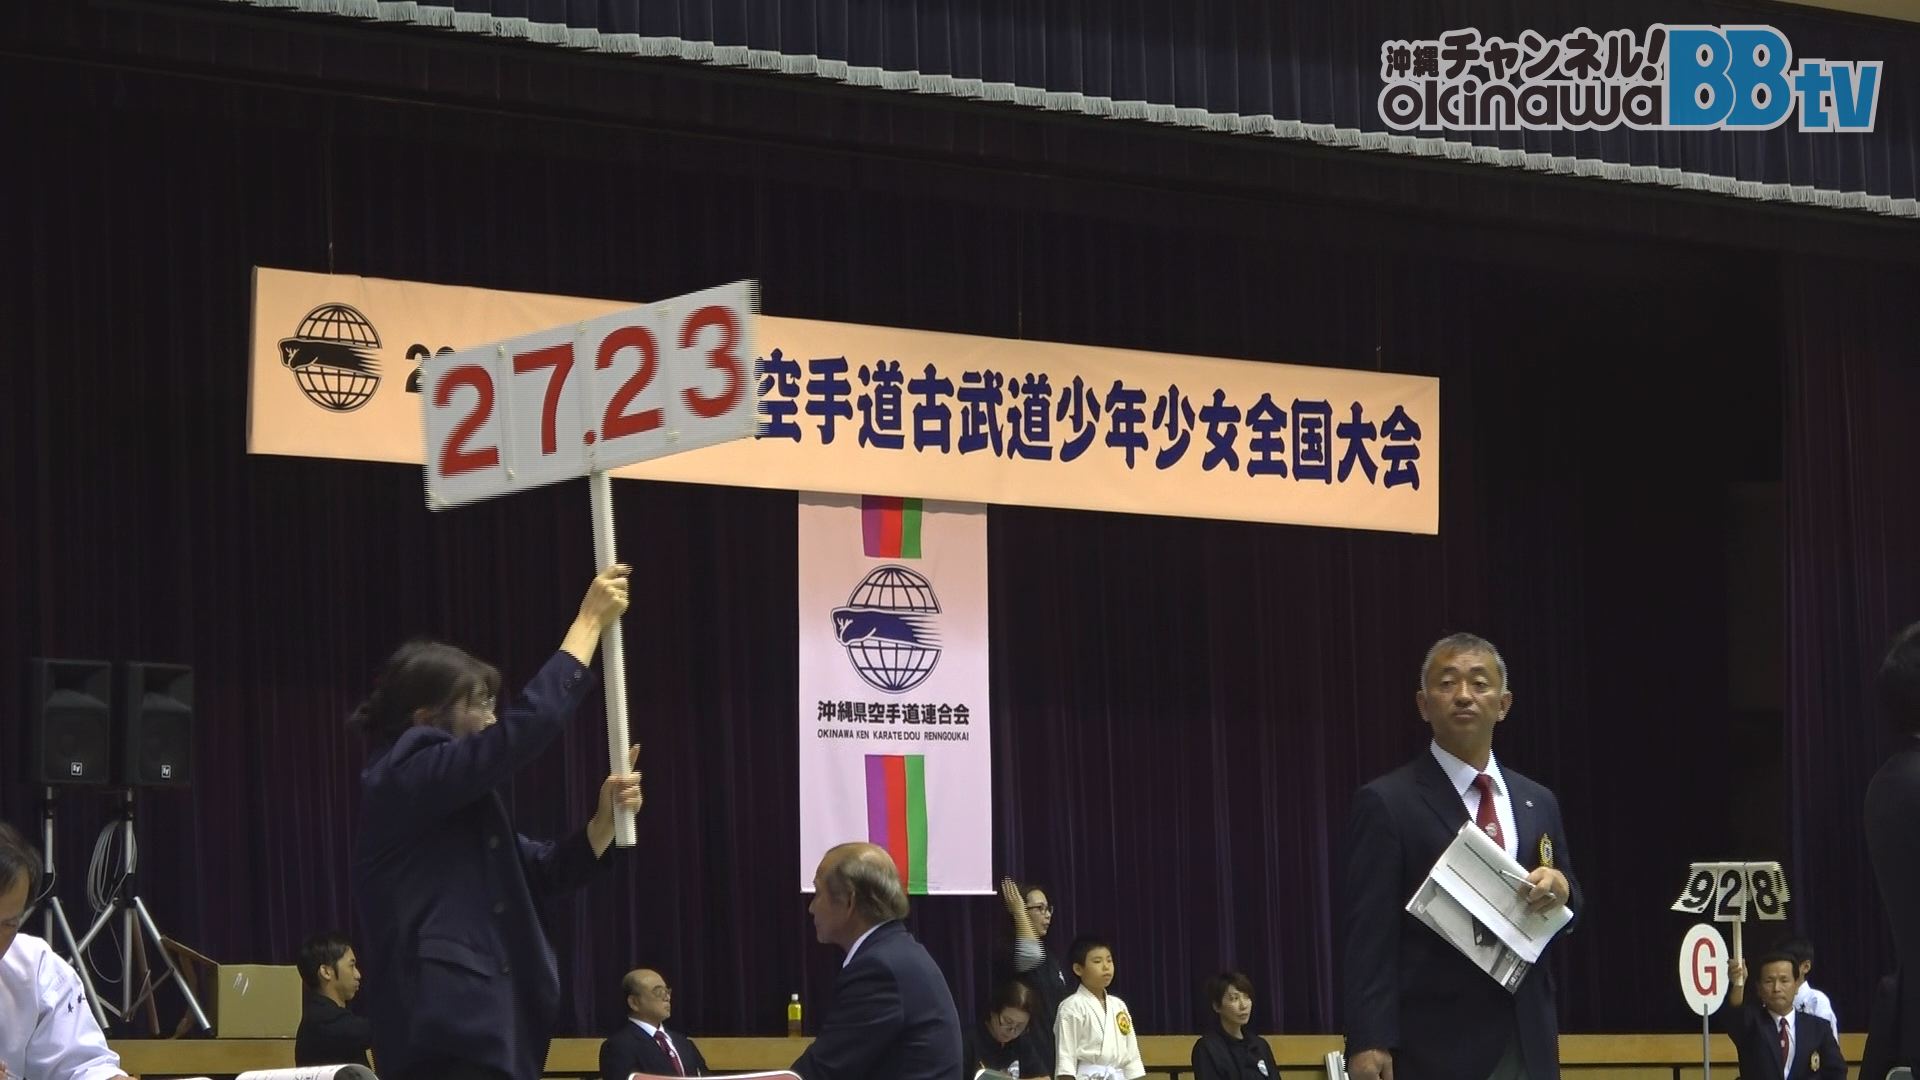 沖縄チャンネル!
okinawa BBtv
27.23
空手道古武道少年少女全国大会
沖縄県空手道連合会
OKINAWA KEN KARATE DOU RENNGOUKAI
928
G